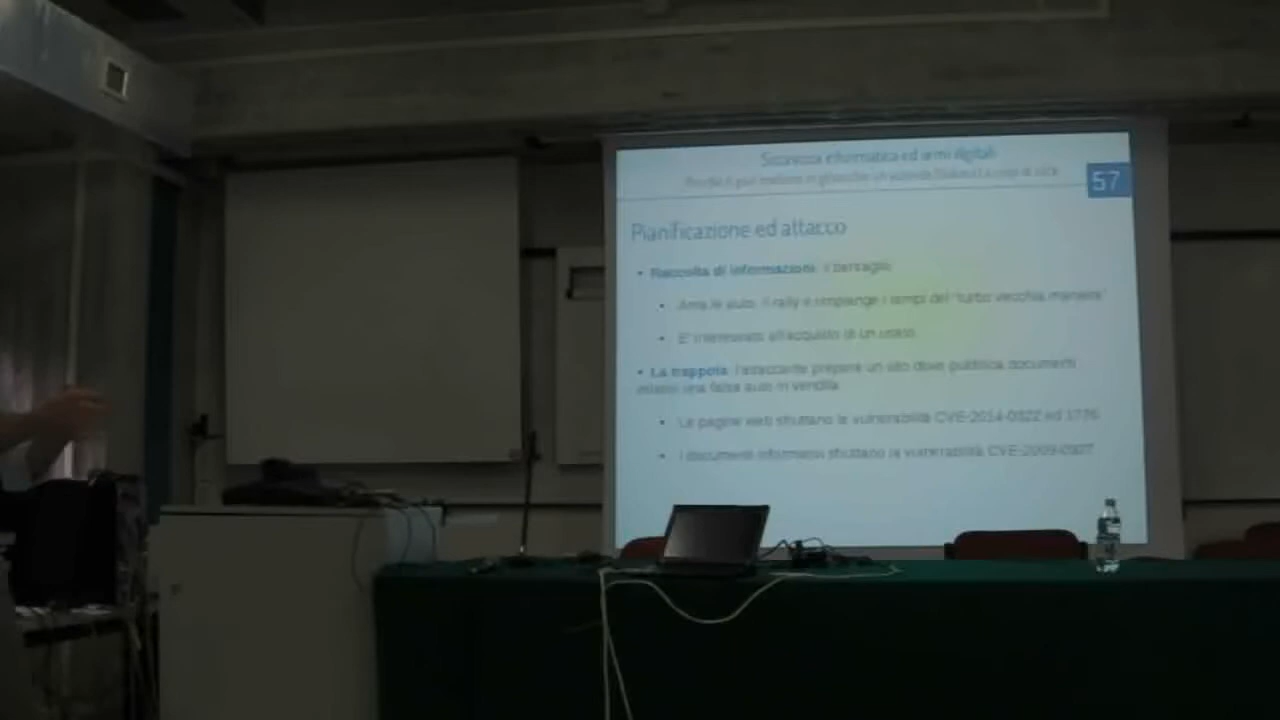 Sicurezza informatica ed armi digitali
57
Pianificazione ed attacco
• Raccolta di informazioni: il bersaglio
• Ama le auto, il rally e rimpiange i tempi del "turbo vecchia maniera"
• E' interessato all'acquisto di un usato
• La trappola: l'attaccante prepara un sito dove pubblica documenti
una falsa auto in vendita
• Le pagine web sfruttano le vulnerabilità CVE-2014-0322 ed 1776
• I documenti informativi sfruttano la vulnerabilità CVE-2009-0927